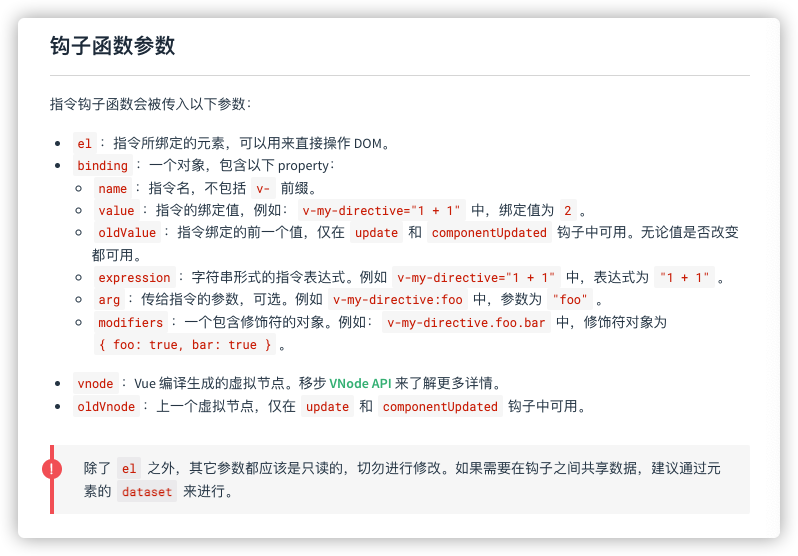 钩子函数参数
指令钩子函数会被传入以下参数：
el：指令所绑定的元素，可以用来直接操作 DOM。
binding：一个对象，包含以下 property：
name：指令名，不包括 v- 前缀。
value：指令的绑定值，例如：v-my-directive="1 + 1" 中，绑定值为 2。
oldValue：指令绑定的前一个值，仅在 update 和 componentUpdated 钩子中可用。无论值是否改变
都可用。
expression：字符串形式的指令表达式。例如 v-my-directive="1 + 1" 中，表达式为 "1 + 1"。
arg：传给指令的参数，可选。例如 v-my-directive:foo 中，参数为 "foo"。
modifiers：一个包含修饰符的对象。例如：v-my-directive.foo.bar 中，修饰符对象为
{ foo: true, bar: true }。
vnode：Vue 编译生成的虚拟节点。移步 VNode API 来了解更多详情。
oldVnode：上一个虚拟节点，仅在 update 和 componentUpdated 钩子中可用。
!
除了 el 之外，其它参数都应该是只读的，切勿进行修改。如果需要在钩子之间共享数据，建议通过元
素的 dataset 来进行。